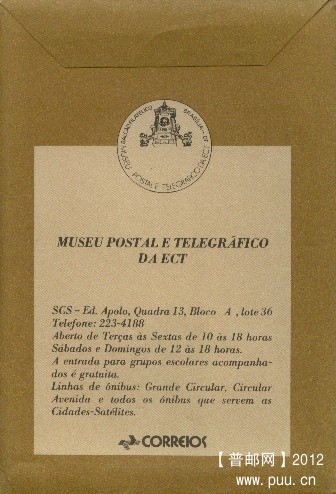 MUSEU POSTAL E TELEGRÁFICO
DA ECT
SCS – Ed. Apolo, Quadra 13, Bloco A, lote 36
Telefone: 223-4188
Aberto de Terças às Sextas de 10 às 18 horas
Sábados e Domingos de 12 às 18 horas.
A entrada para grupos escolares acompanha-
dos é gratuita.
Linhas de ônibus: Grande Circular, Circular
Avenida e todos os ônibus que servem as
Cidades-Satélites.
CORREIOS
【普邮网】2012
www.puu.cn